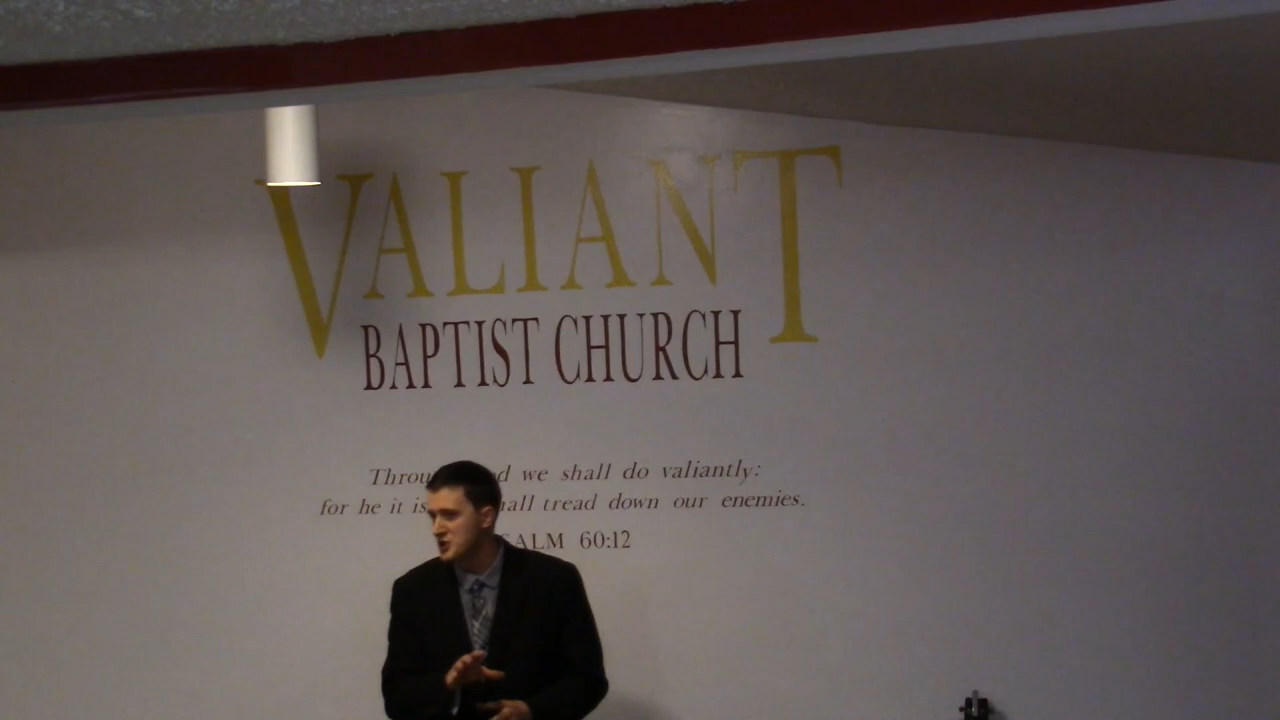 VALIANT
BAPTIST CHURCH
Throu d we shall do valiantly:
for he it is hall tread down our enemies.
SALM 60:12